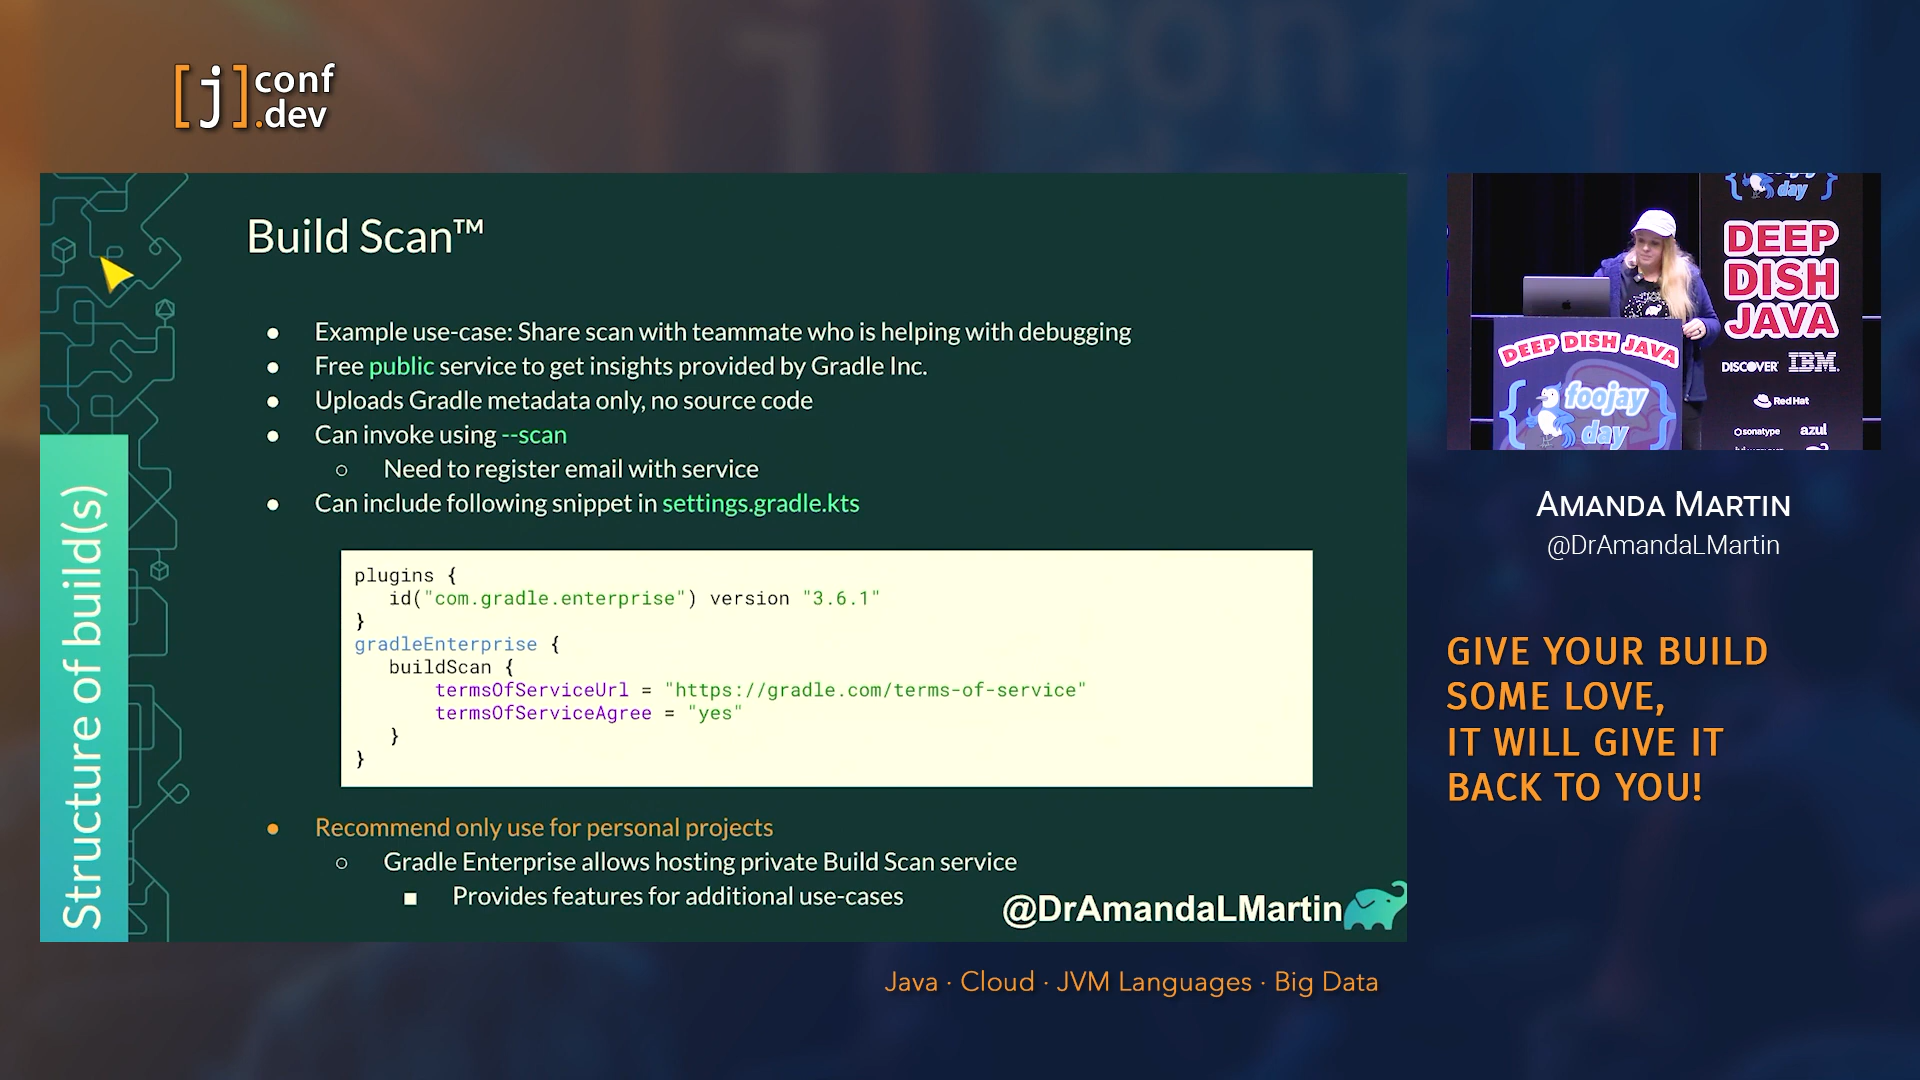 [j] conf
.dev
Structure of build(s)
Build Scan™
● Example use-case: Share scan with teammate who is helping with debugging
● Free public service to get insights provided by Gradle Inc.
● Uploads Gradle metadata only, no source code
● Can invoke using --scan
○ Need to register email with service
● Can include following snippet in settings.gradle.kts
plugins {
   id("com.gradle.enterprise") version "3.6.1"
}
gradleEnterprise {
   buildScan {
       termsOfServiceUrl = "https://gradle.com/terms-of-service"
       termsOfServiceAgree = "yes"
   }
}
● Recommend only use for personal projects
○ Gradle Enterprise allows hosting private Build Scan service
■ Provides features for additional use-cases
@DrAmandaLMartin
day
DEEP
DISH
JAVA
DISCOVER IBM
Red Hat
sonatype azul
DEEP DISH JAVA
foojay
day
AMANDA MARTIN
@DrAmandaLMartin
GIVE YOUR BUILD
SOME LOVE,
IT WILL GIVE IT
BACK TO YOU!
Java · Cloud · JVM Languages · Big Data